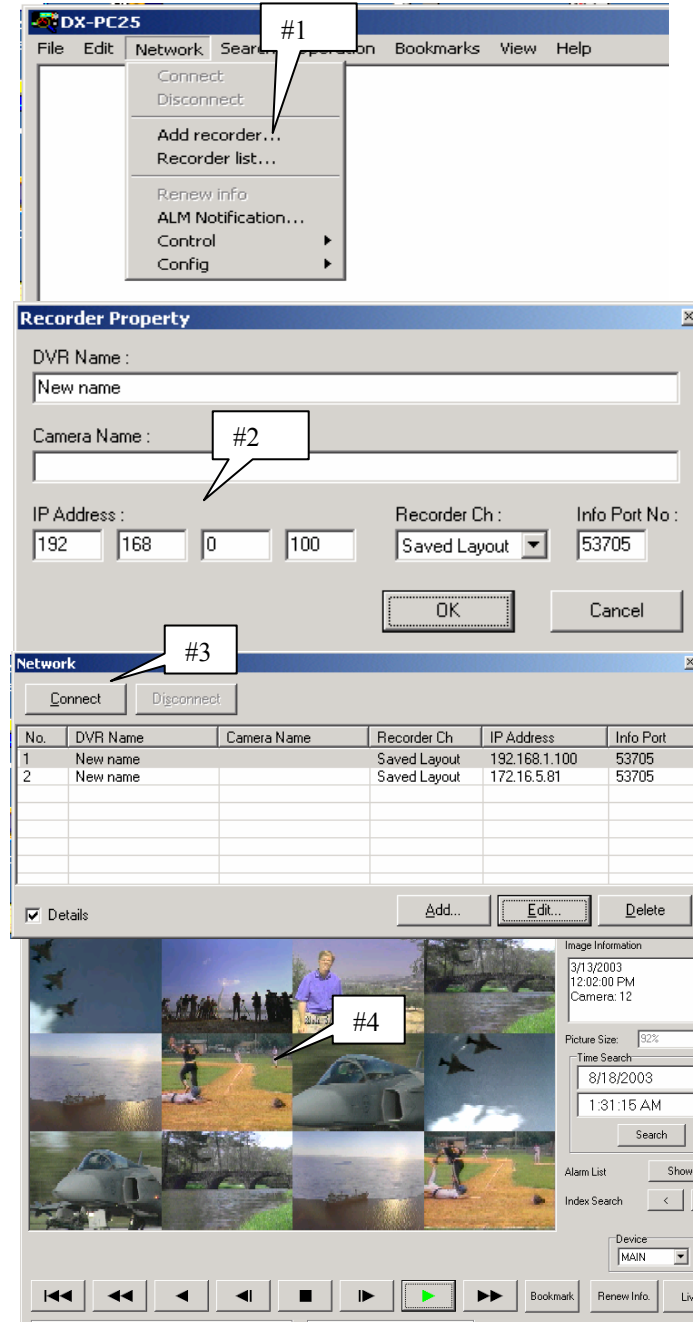 DX-PC25
#1
File Edit Network Search Operation Bookmarks View Help
Connect
Disconnect
Add recorder...
Recorder list...
Renew info
ALM Notification...
Control
Config
Recorder Property
DVR Name :
New name
Camera Name :
#2
IP Address : Recorder Ch : Info Port No :
192 168 0 100 Saved Layout 53705
OK Cancel
#3
Network
Connect Disconnect
No. DVR Name Camera Name Recorder Ch IP Address Info Port
1 New name Saved Layout 192.168.1.100 53705
2 New name Saved Layout 172.16.5.81 53705
Details Add... Edit... Delete
Image Information
3/13/2003
12:02:00 PM
Camera: 12
#4
Picture Size: 92%
Time Search
8/18/2003
1:31:15 AM
Search
Alarm List Show
Index Search <
Device
MAIN
Bookmark Renew Info. Liv